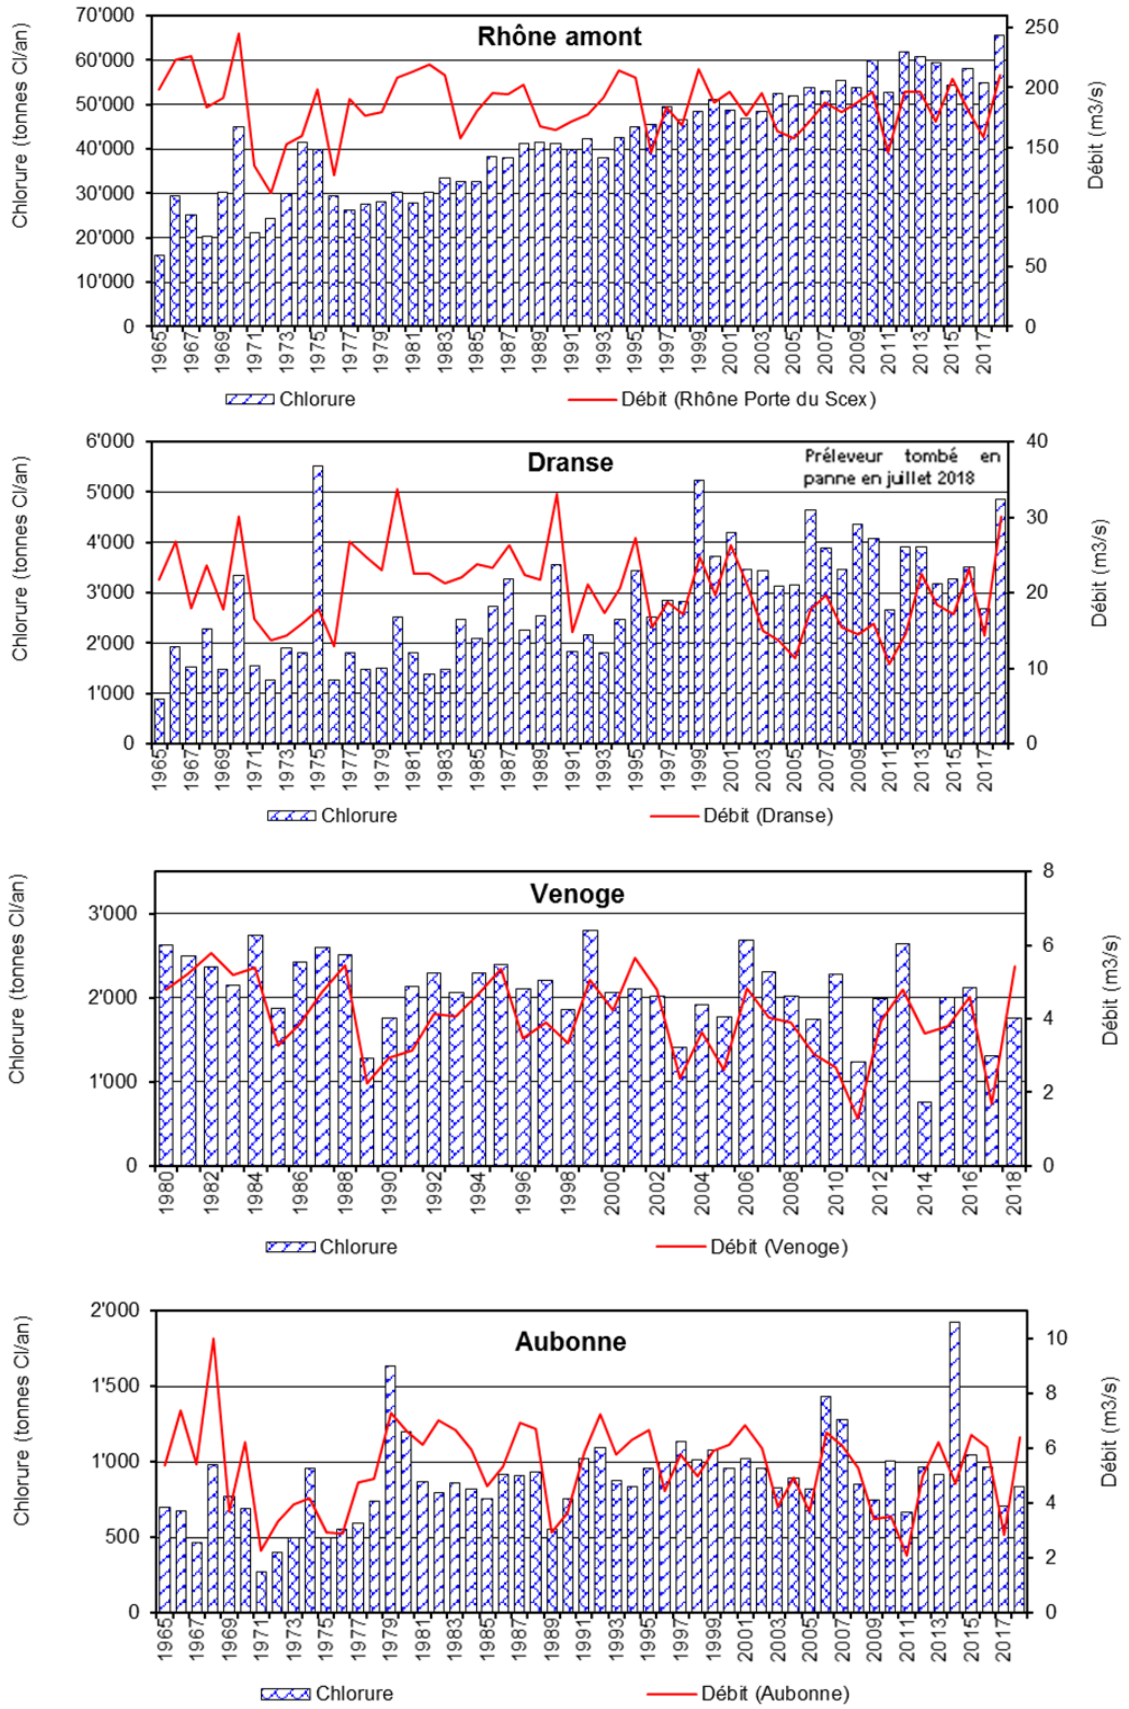 Rhône amont
Chlorure (tonnes Cl/an)
70'000
60'000
50'000
40'000
30'000
20'000
10'000
0
250
200
150
100
50
0
Débit (m3/s)
1965 1967 1969 1971 1973 1975 1977 1979 1981 1983 1985 1987 1989 1991 1993 1995 1997 1999 2001 2003 2005 2007 2009 2011 2013 2015 2017
Chlorure Débit (Rhône Porte du Scex)
Dranse
Préleveur tombé en
panne en juillet 2018
Chlorure (tonnes Cl/an)
6'000
5'000
4'000
3'000
2'000
1'000
0
40
30
20
10
0
Débit (m3/s)
1965 1967 1969 1971 1973 1975 1977 1979 1981 1983 1985 1987 1989 1991 1993 1995 1997 1999 2001 2003 2005 2007 2009 2011 2013 2015 2017
Chlorure Débit (Dranse)
Venoge
Chlorure (tonnes Cl/an)
3'000
2'000
1'000
0
8
6
4
2
0
Débit (m3/s)
1980 1982 1984 1986 1988 1990 1992 1994 1996 1998 2000 2002 2004 2006 2008 2010 2012 2014 2016 2018
Chlorure Débit (Venoge)
Aubonne
Chlorure (tonnes Cl/an)
2'000
1'500
1'000
500
0
10
8
6
4
2
0
Débit (m3/s)
1965 1967 1969 1971 1973 1975 1977 1979 1981 1983 1985 1987 1989 1991 1993 1995 1997 1999 2001 2003 2005 2007 2009 2011 2013 2015 2017
Chlorure Débit (Aubonne)